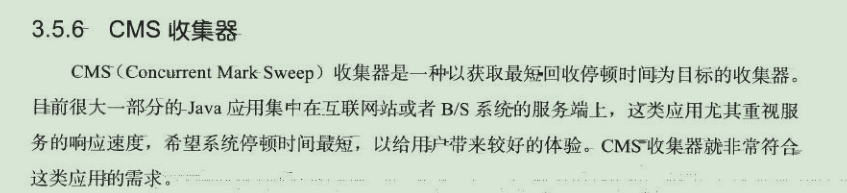 3.5.6 CMS 收集器
CMS（Concurrent Mark Sweep）收集器是一种以获取最短回收停顿时间为目标的收集器。
目前很大一部分的 Java 应用集中在互联网站或者 B/S 系统的服务端上，这类应用尤其重视服
务的响应速度，希望系统停顿时间最短，以给用户带来较好的体验。CMS 收集器就非常符合
这类应用的需求。